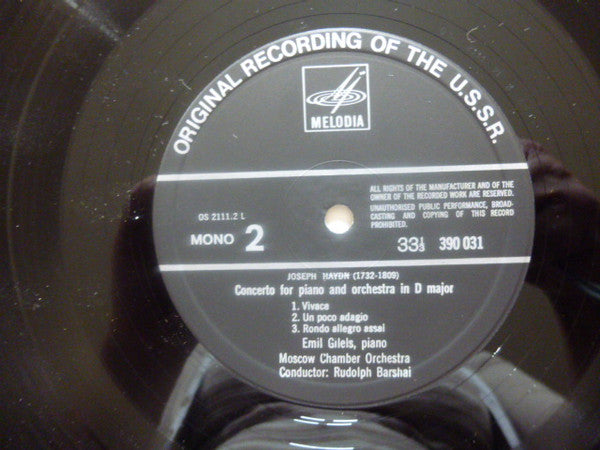 ORIGINAL RECORDING OF THE U.S.S.R.
MELODIA
ALL RIGHTS OF THE MANUFACTURER AND OF THE
OWNER OF THE RECORDED WORK ARE RESERVED.
UNAUTHORISED PUBLIC PERFORMANCE, BROAD-
CASTING AND COPYING OF THIS RECORD
PROHIBITED.
OS 2111.2 L
MONO 2
33⅓ 390 031
JOSEPH HAYDN (1732-1809)
Concerto for piano and orchestra in D major
1. Vivace
2. Un poco adagio
3. Rondo allegro assai
Emil Gilels, piano
Moscow Chamber Orchestra
Conductor: Rudolph Barshai